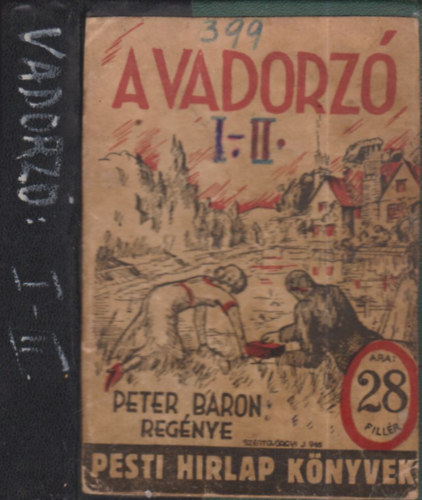 VADORZÓ: I-II.
399
A VADORZÓ
I-II.
PETER BARON
REGÉNYE
ÁRA:
28
FILLÉR
PESTI HIRLAP KÖNYVEK